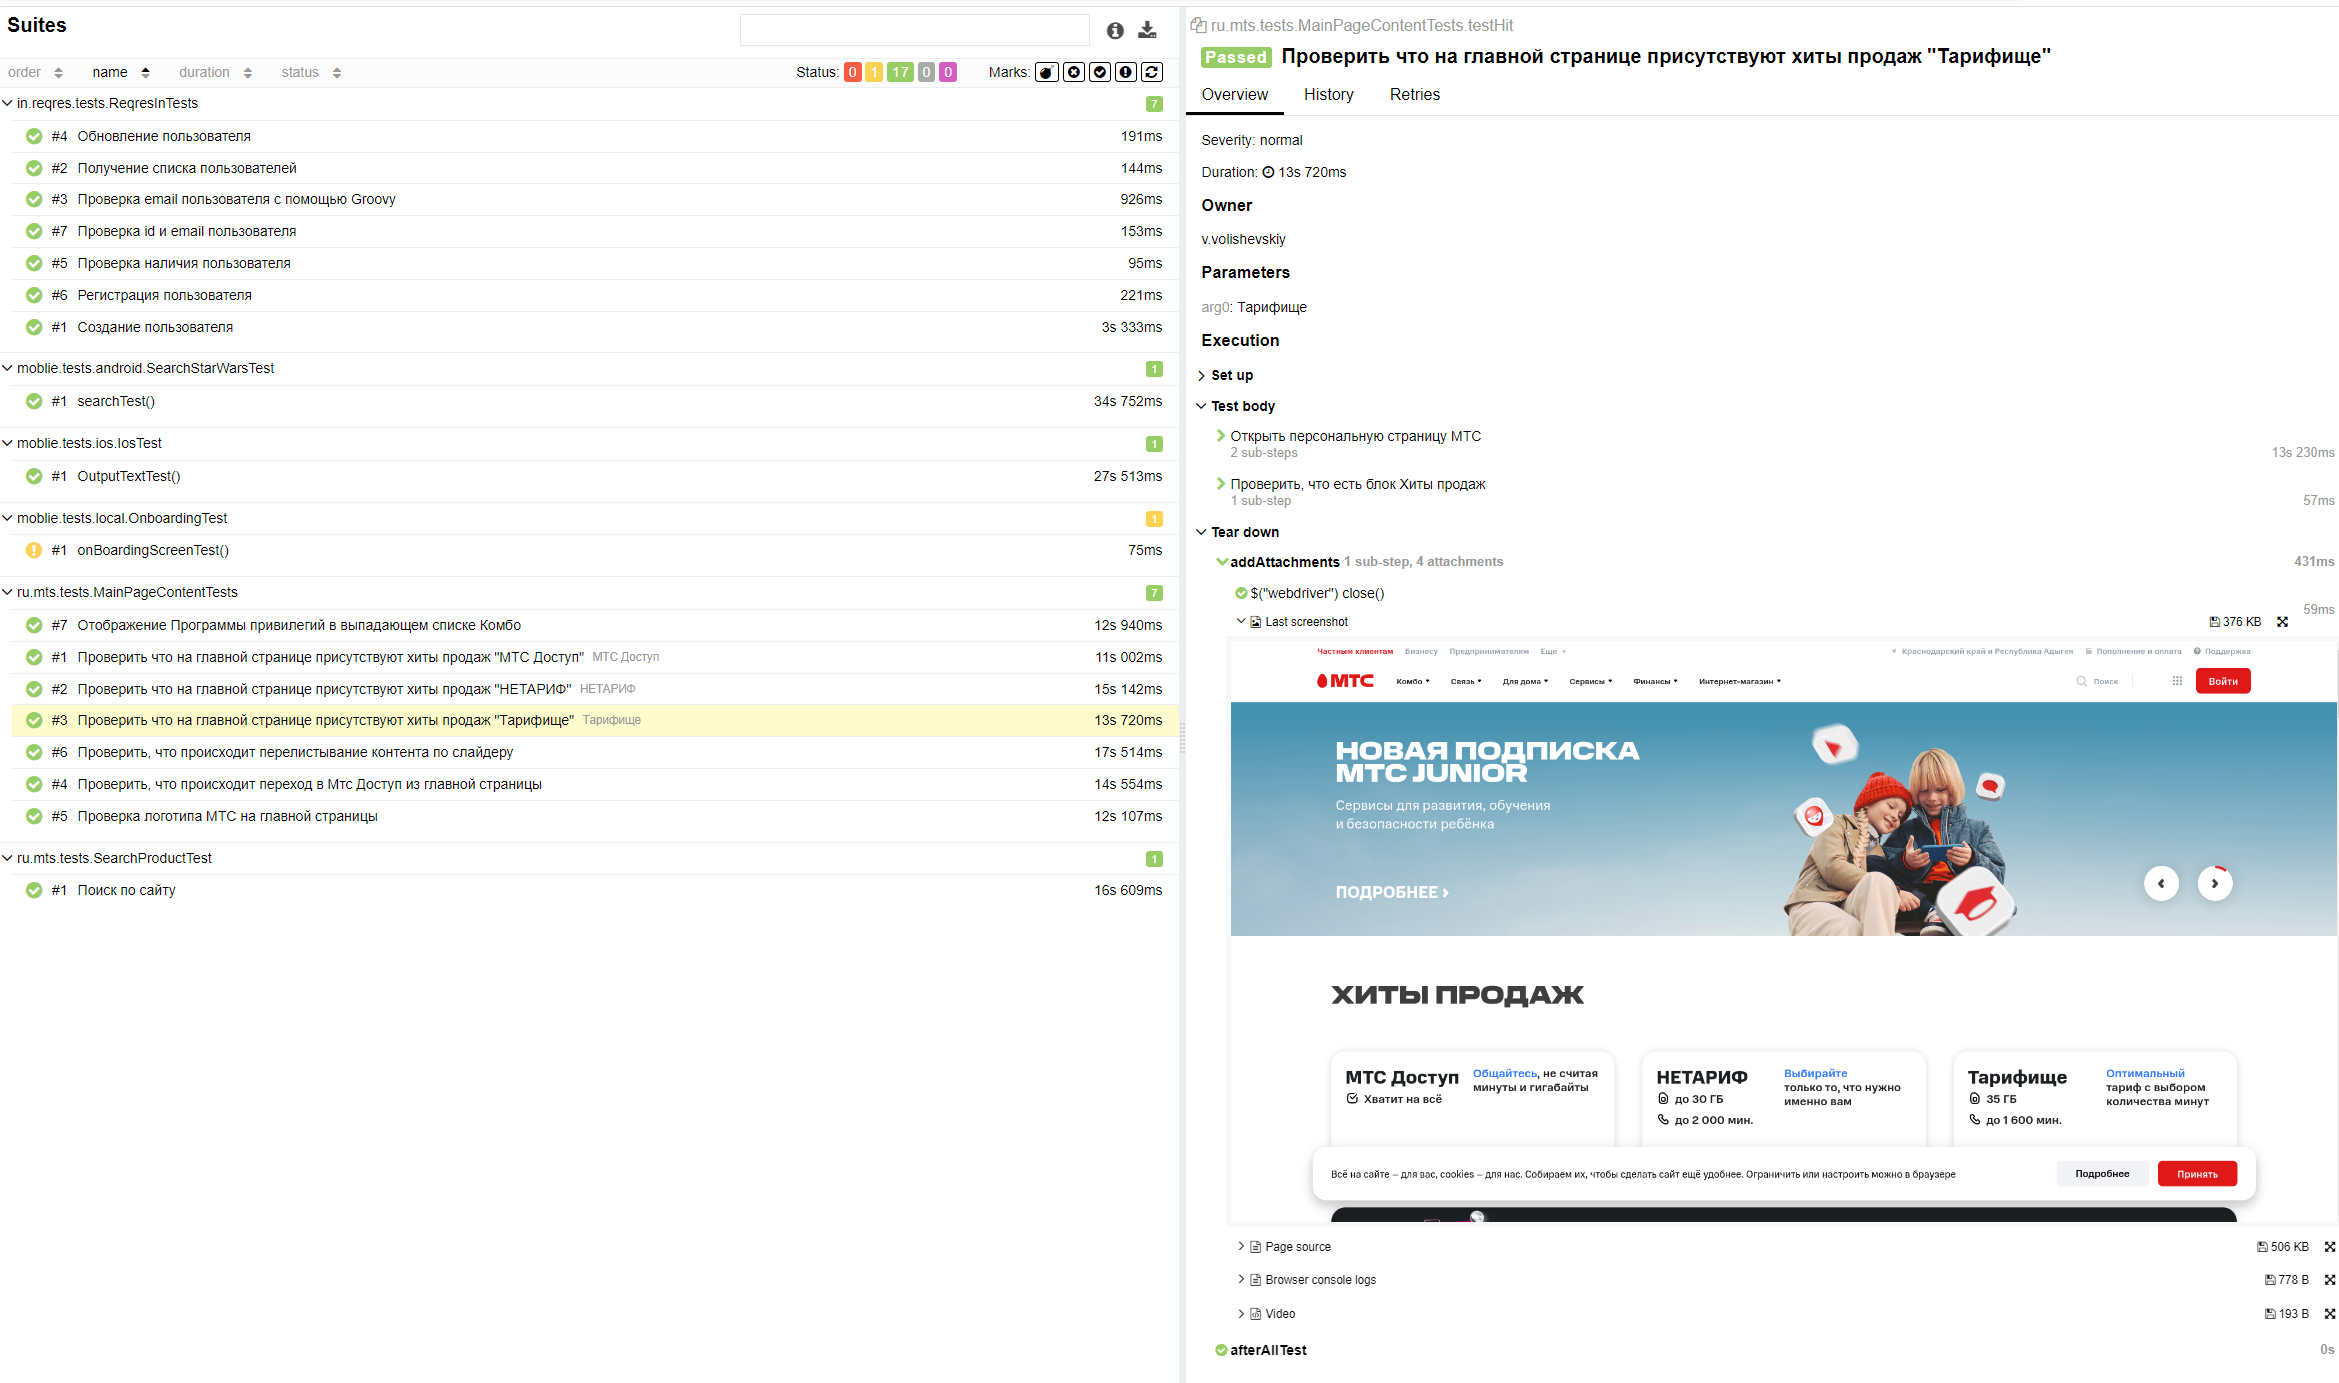 Suites
order name duration status Status: 0 1 17 0 0 Marks:
in.reqres.tests.ReqresInTests 7
#4 Обновление пользователя 191ms
#2 Получение списка пользователей 144ms
#3 Проверка email пользователя с помощью Groovy 926ms
#7 Проверка id и email пользователя 153ms
#5 Проверка наличия пользователя 95ms
#6 Регистрация пользователя 221ms
#1 Создание пользователя 3s 333ms
moblie.tests.android.SearchStarWarsTest 1
#1 searchTest() 34s 752ms
moblie.tests.ios.IosTest 1
#1 OutputTextTest() 27s 513ms
moblie.tests.local.OnboardingTest 1
#1 onBoardingScreenTest() 75ms
ru.mts.tests.MainPageContentTests 7
#7 Отображение Программы привилегий в выпадающем списке Комбо 12s 940ms
#1 Проверить что на главной странице присутствуют хиты продаж "МТС Доступ" МТС Доступ 11s 002ms
#2 Проверить что на главной странице присутствуют хиты продаж "НЕТАРИФ" НЕТАРИФ 15s 142ms
#3 Проверить что на главной странице присутствуют хиты продаж "Тарифище" Тарифище 13s 720ms
#6 Проверить, что происходит перелистывание контента по слайдеру 17s 514ms
#4 Проверить, что происходит переход в Мтс Доступ из главной страницы 14s 554ms
#5 Проверка логотипа МТС на главной страницы 12s 107ms
ru.mts.tests.SearchProductTest 1
#1 Поиск по сайту 16s 609ms
ru.mts.tests.MainPageContentTests.testHit
Passed Проверить что на главной странице присутствуют хиты продаж "Тарифище"
Overview History Retries
Severity: normal
Duration: 13s 720ms
Owner
v.volishevskiy
Parameters
arg0: Тарифище
Execution
Set up
Test body
Открыть персональную страницу МТС
2 sub-steps 13s 230ms
Проверить, что есть блок Хиты продаж
1 sub-step 57ms
Tear down
addAttachments 1 sub-step, 4 attachments 431ms
$("webdriver") close()
59ms
Last screenshot 376 KB
Частным клиентам Бизнесу Предпринимателям Еще Краснодарский край и Республика Адыгея Пополнение и оплата Поддержка
МТС Комбо Связь Для дома Сервисы Финансы Интернет-магазин Поиск Войти
НОВАЯ ПОДПИСКА
МТС JUNIOR
Сервисы для развития, обучения
и безопасности ребёнка
ПОДРОБНЕЕ ›
ХИТЫ ПРОДАЖ
МТС Доступ
Хватит на всё
Общайтесь, не считая
минуты и гигабайты
НЕТАРИФ
до 30 ГБ
до 2 000 мин.
Выбирайте
только то, что нужно
именно вам
Тарифище
35 ГБ
до 1 600 мин.
Оптимальный
тариф с выбором
количества минут
Всё на сайте – для вас, cookies – для нас. Собираем их, чтобы сделать сайт ещё удобнее. Ограничить или настроить можно в браузере Подробнее Принять
Page source 506 KB
Browser console logs 778 B
Video 193 B
afterAllTest 0s